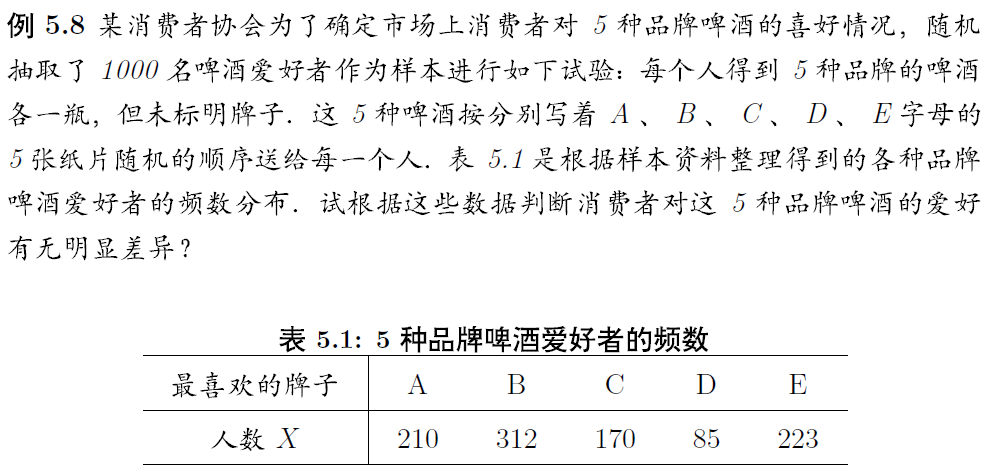 例 5.8 某消费者协会为了确定市场上消费者对 5 种品牌啤酒的喜好情况，随机
抽取了 1000 名啤酒爱好者作为样本进行如下试验：每个人得到 5 种品牌的啤酒
各一瓶，但未标明牌子．这 5 种啤酒按分别写着 A 、 B 、 C 、 D 、 E 字母的
5 张纸片随机的顺序送给每一个人．表 5.1 是根据样本资料整理得到的各种品牌
啤酒爱好者的频数分布．试根据这些数据判断消费者对这 5 种品牌啤酒的爱好
有无明显差异？
表 5.1: 5 种品牌啤酒爱好者的频数
最喜欢的牌子 A B C D E
人数 X 210 312 170 85 223